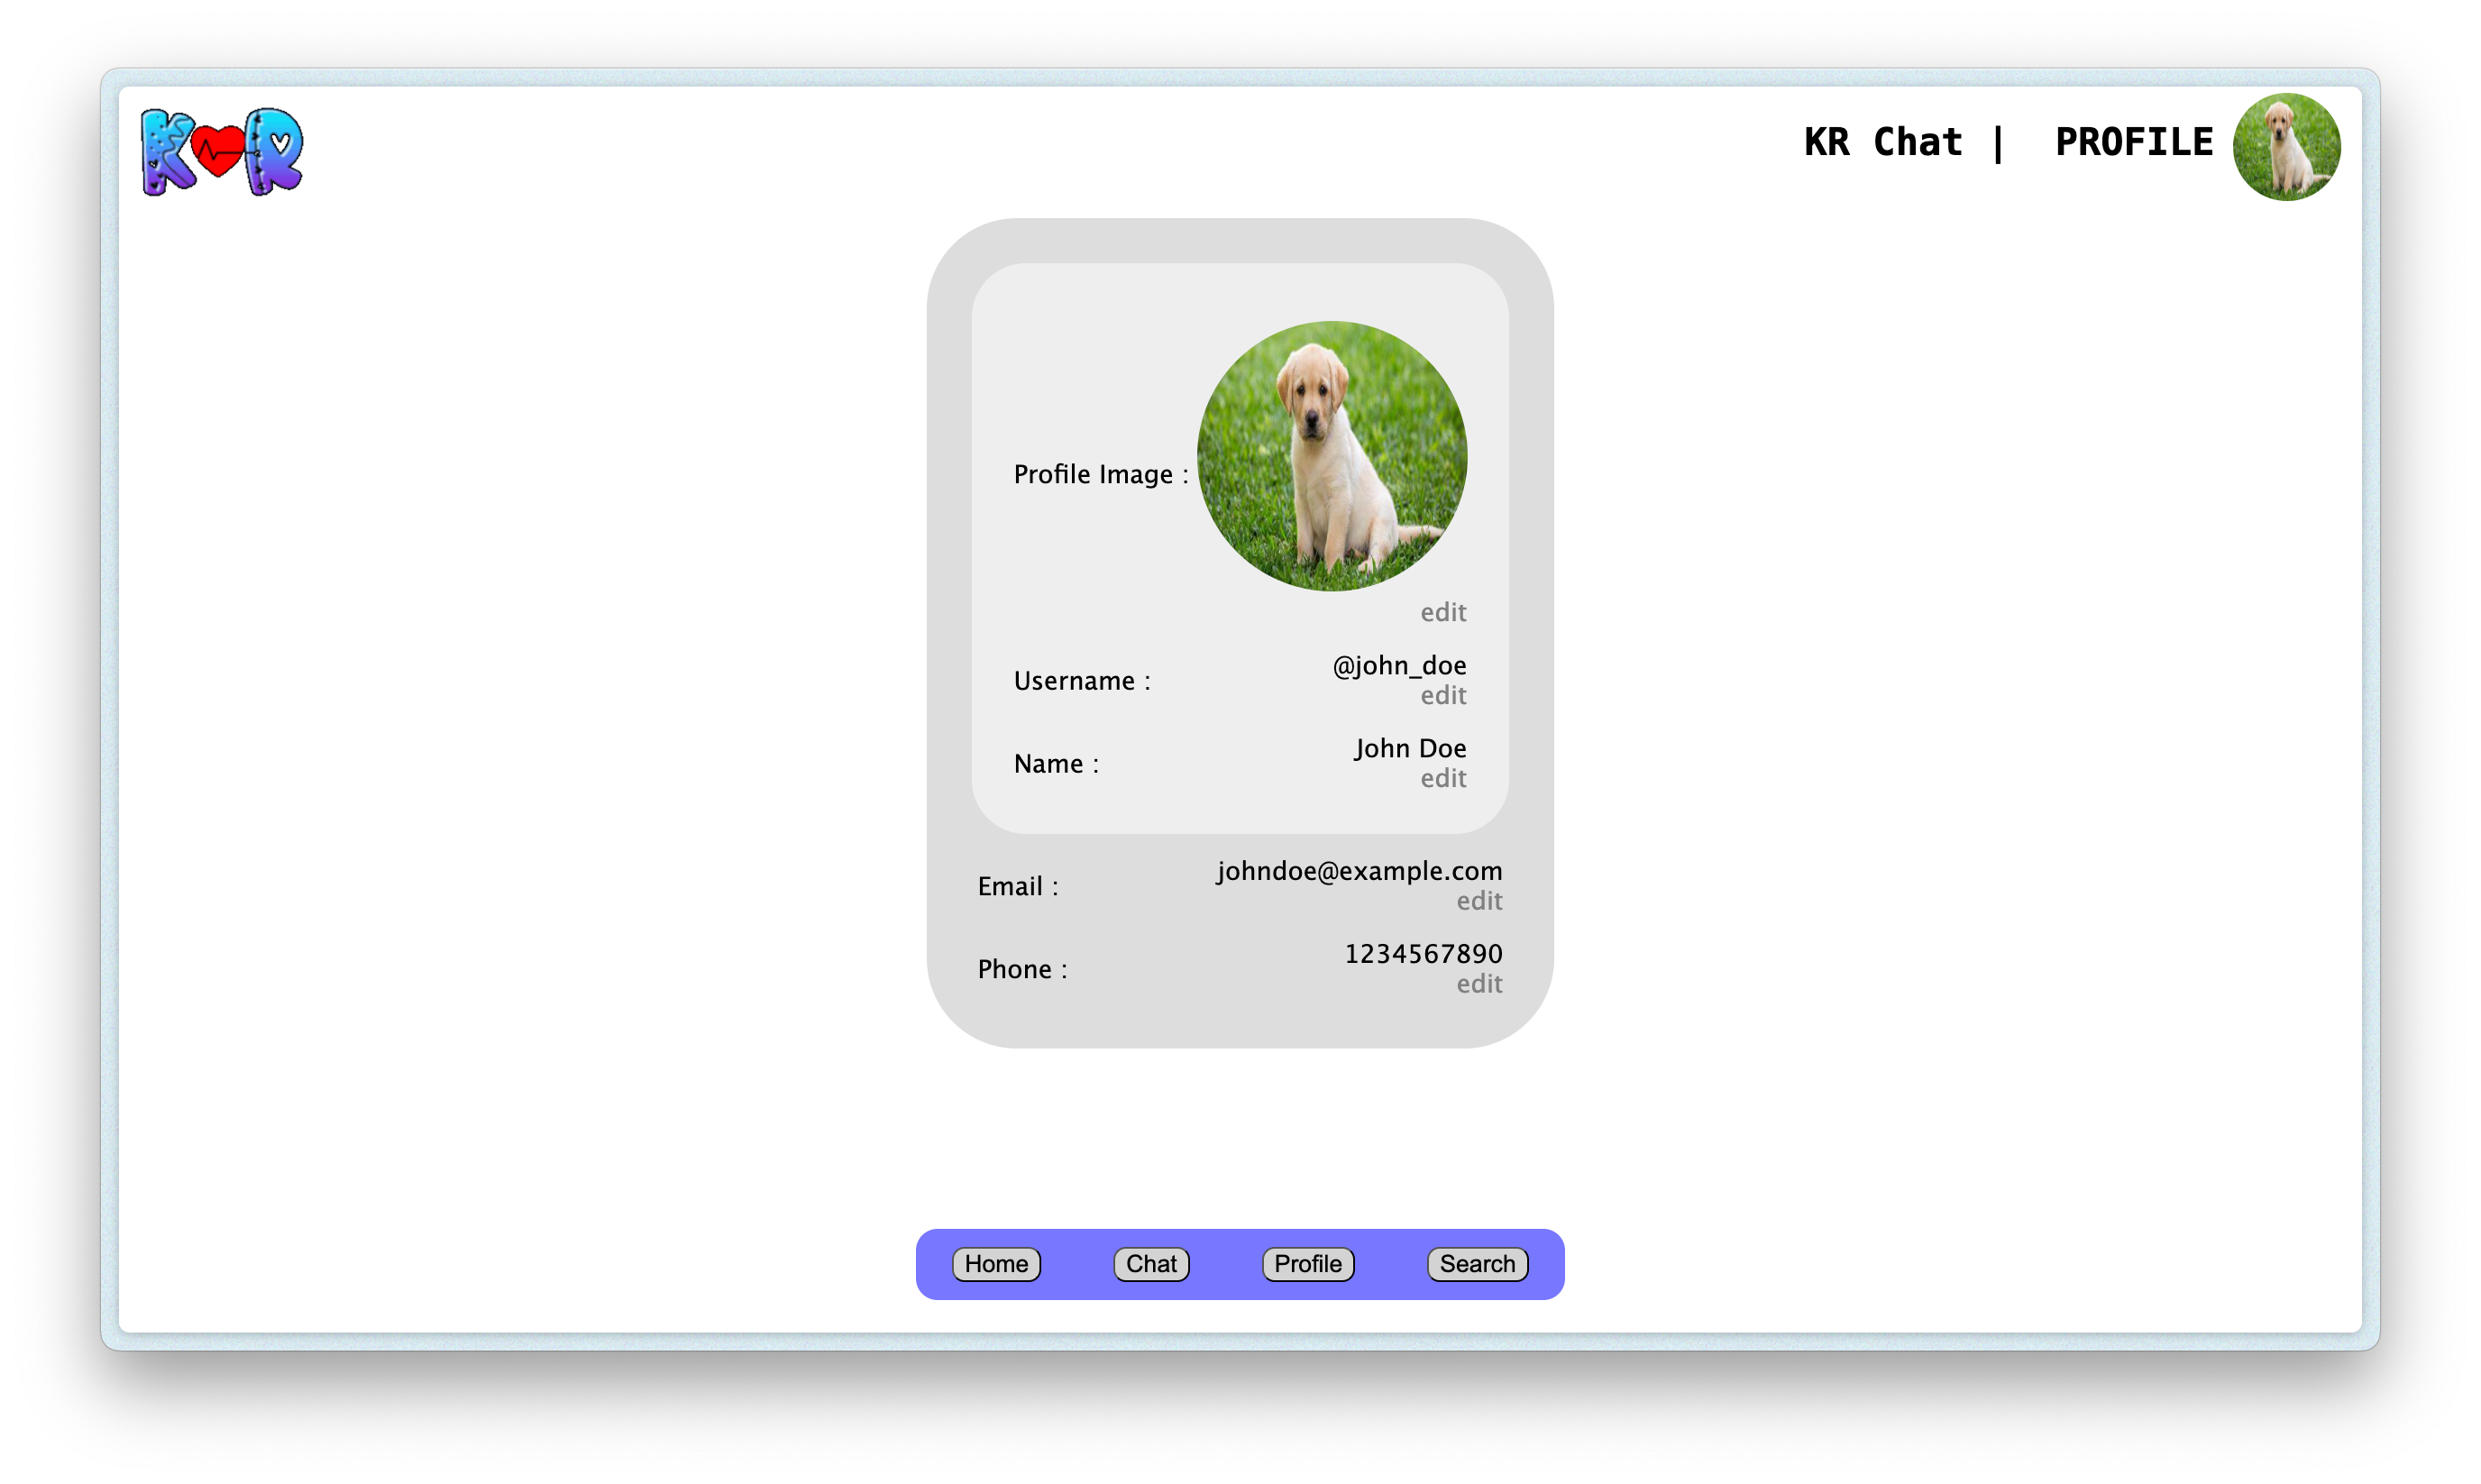 K R
KR Chat | PROFILE
Profile Image :
edit
Username :
@john_doe
edit
Name :
John Doe
edit
Email :
johndoe@example.com
edit
Phone :
1234567890
edit
Home Chat Profile Search